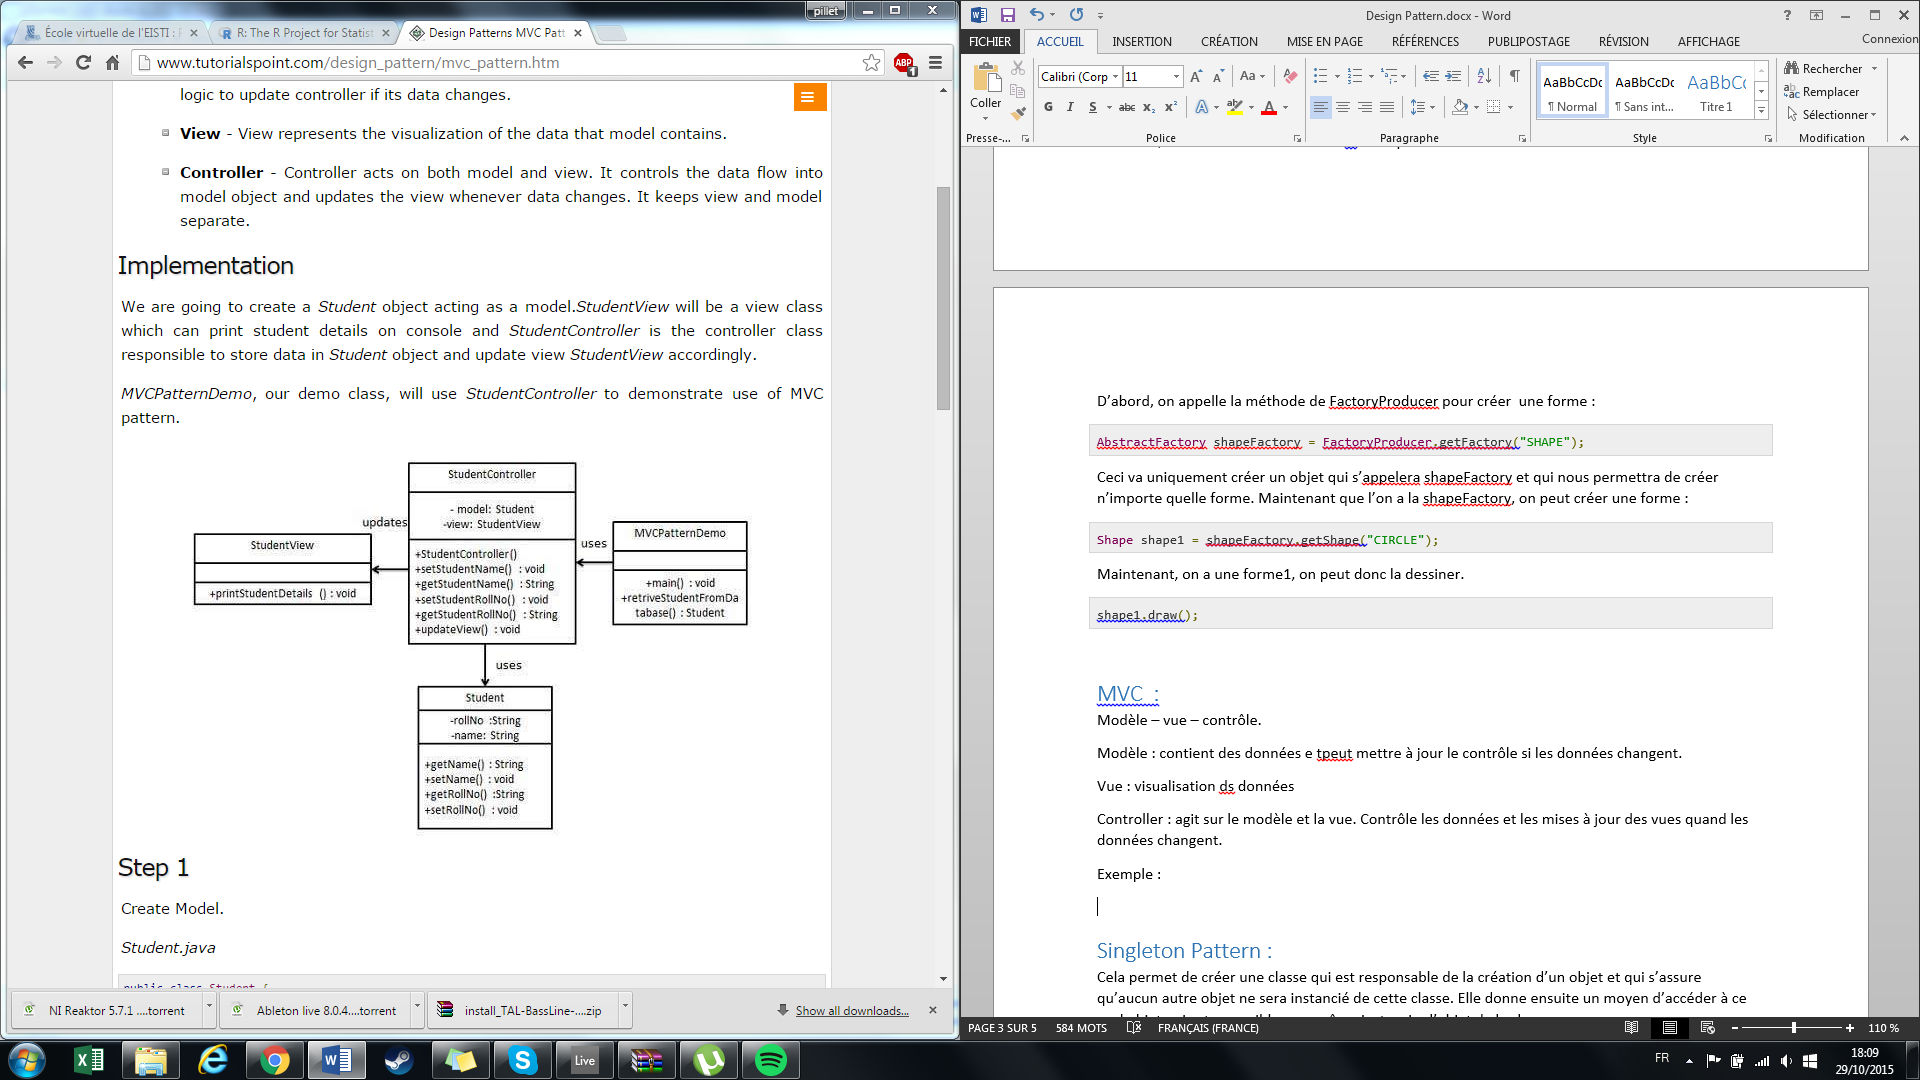 pillet
École virtuelle de l'EISTI : F
R: The R Project for Statist
Design Patterns MVC Patt
www.tutorialspoint.com/design_pattern/mvc_pattern.htm
ABP
1
logic to update controller if its data changes.
View - View represents the visualization of the data that model contains.
Controller - Controller acts on both model and view. It controls the data flow into
model object and updates the view whenever data changes. It keeps view and model
separate.
Implementation
We are going to create a Student object acting as a model.StudentView will be a view class
which can print student details on console and StudentController is the controller class
responsible to store data in Student object and update view StudentView accordingly.
MVCPatternDemo, our demo class, will use StudentController to demonstrate use of MVC
pattern.
StudentController
- model: Student
-view: StudentView
+StudentController()
+setStudentName() : void
+getStudentName() : String
+setStudentRollNo() : void
+getStudentRollNo() : String
+updateView() : void
updates
StudentView
+printStudentDetails () : void
uses
MVCPatternDemo
+main() : void
+retriveStudentFromDa
tabase() : Student
uses
Student
-rollNo :String
-name: String
+getName() : String
+setName() : void
+getRollNo() :String
+setRollNo() : void
Step 1
Create Model.
Student.java
public class Student {
NI Reaktor 5.7.1 ....torrent
Ableton live 8.0.4....torrent
install_TAL-BassLine-....zip
Show all downloads...
Design Pattern.docx - Word
FICHIER
ACCUEIL
INSERTION
CRÉATION
MISE EN PAGE
RÉFÉRENCES
PUBLIPOSTAGE
RÉVISION
AFFICHAGE
Connexion
Coller
Presse-...
Calibri (Corp
11
Aa
G I S abc x₂ x²
Police
Paragraphe
AaBbCcDc
¶ Normal
AaBbCcDc
¶ Sans int...
AaBbCc
Titre 1
Style
Rechercher
Remplacer
Sélectionner
Modification
D'abord, on appelle la méthode de FactoryProducer pour créer  une forme :
AbstractFactory shapeFactory = FactoryProducer.getFactory("SHAPE");
Ceci va uniquement créer un objet qui s'appelera shapeFactory et qui nous permettra de créer
n'importe quelle forme. Maintenant que l'on a la shapeFactory, on peut créer une forme :
Shape shape1 = shapeFactory.getShape("CIRCLE");
Maintenant, on a une forme1, on peut donc la dessiner.
shape1.draw();
MVC :
Modèle – vue – contrôle.
Modèle : contient des données e tpeut mettre à jour le contrôle si les données changent.
Vue : visualisation ds données
Controller : agit sur le modèle et la vue. Contrôle les données et les mises à jour des vues quand les
données changent.
Exemple :
Singleton Pattern :
Cela permet de créer une classe qui est responsable de la création d'un objet et qui s'assure
qu'aucun autre objet ne sera instancié de cette classe. Elle donne ensuite un moyen d'accéder à ce
PAGE 3 SUR 5
584 MOTS
FRANÇAIS (FRANCE)
110 %
Live
FR
18:09
29/10/2015